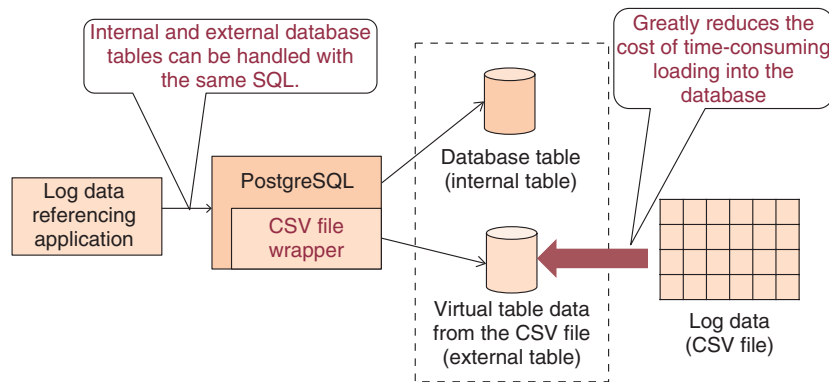 Internal and external database
tables can be handled with
the same SQL.
Greatly reduces the
cost of time-consuming
loading into the
database
Log data
referencing
application
PostgreSQL
CSV file
wrapper
Database table
(internal table)
Virtual table data
from the CSV file
(external table)
Log data
(CSV file)